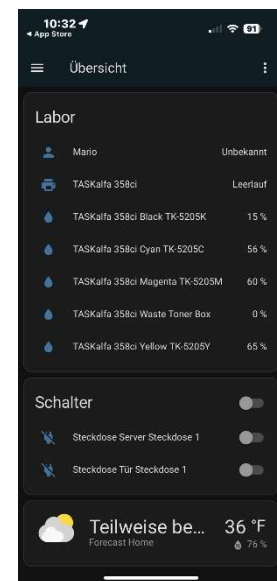 10:32
91
App Store
Übersicht
Labor
Mario Unbekannt
TASKalfa 358ci Leerlauf
TASKalfa 358ci Black TK-5205K 15 %
TASKalfa 358ci Cyan TK-5205C 56 %
TASKalfa 358ci Magenta TK-5205M 60 %
TASKalfa 358ci Waste Toner Box 0 %
TASKalfa 358ci Yellow TK-5205Y 65 %
Schalter
Steckdose Server Steckdose 1
Steckdose Tür Steckdose 1
Teilweise be... 36 °F
Forecast Home 76 %